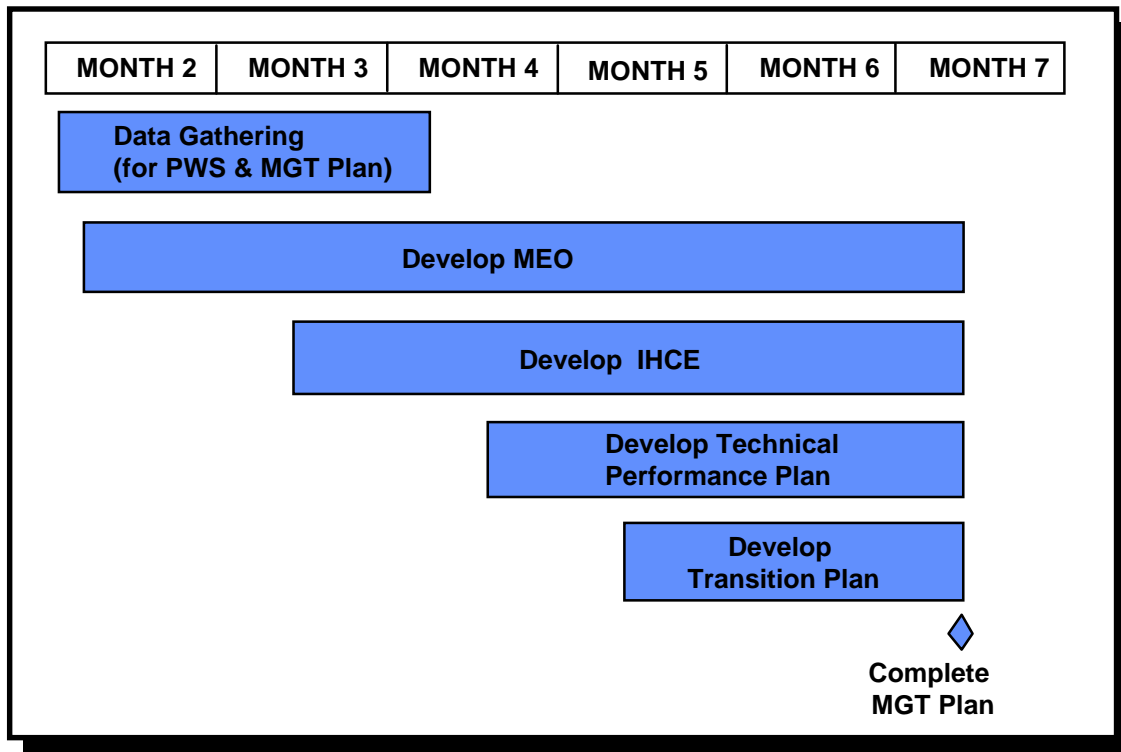 MONTH 2 MONTH 3 MONTH 4 MONTH 5 MONTH 6 MONTH 7
Data Gathering
(for PWS & MGT Plan)
Develop MEO
Develop IHCE
Develop Technical
Performance Plan
Develop
Transition Plan
Complete
MGT Plan